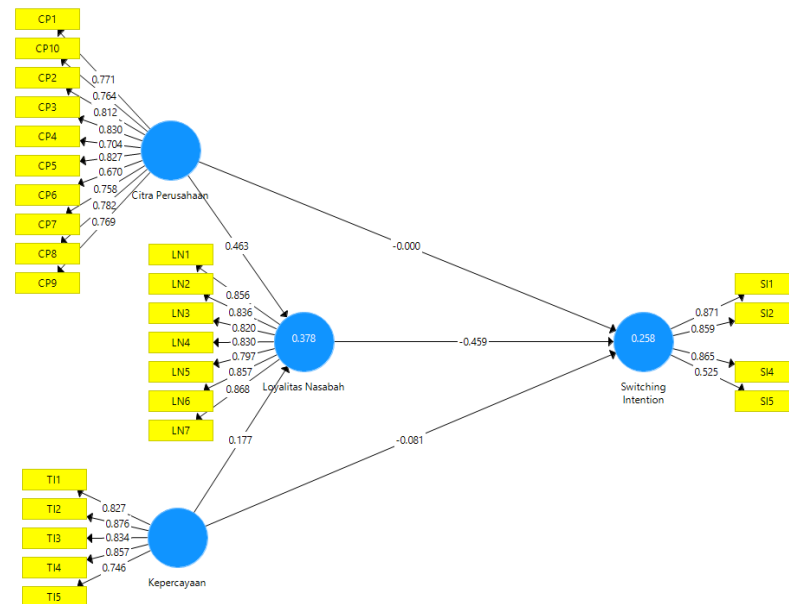 CP1
CP10
CP2
CP3
CP4
CP5
CP6
CP7
CP8
CP9
0.771
0.764
0.812
0.830
0.704
0.827
0.670
0.758
0.782
0.769
Citra Perusahaan
0.463
-0.000
LN1
LN2
LN3
LN4
LN5
LN6
LN7
0.856
0.836
0.820
0.830
0.797
0.857
0.868
0.378
Loyalitas Nasabah
-0.459
0.177
-0.081
0.258
Switching
Intention
0.871
0.859
0.865
0.525
SI1
SI2
SI4
SI5
TI1
TI2
TI3
TI4
TI5
0.827
0.876
0.834
0.857
0.746
Kepercayaan